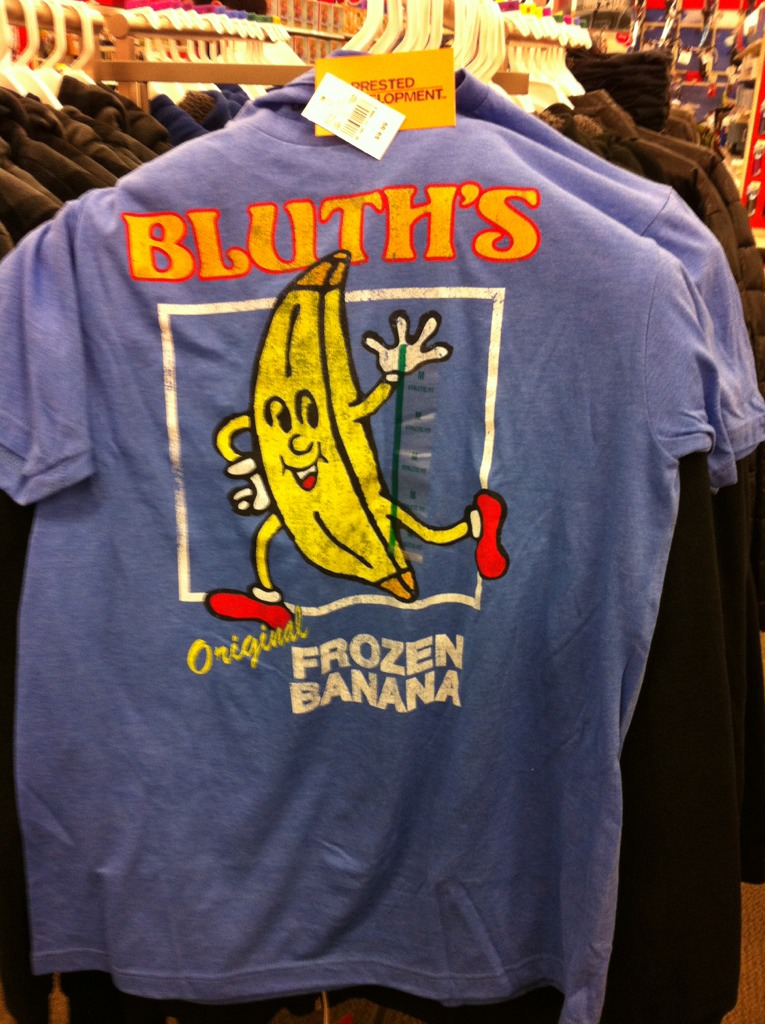 RRESTED
LOPMENT.
BLUTH'S
M
M
M
M
Original
FROZEN
BANANA